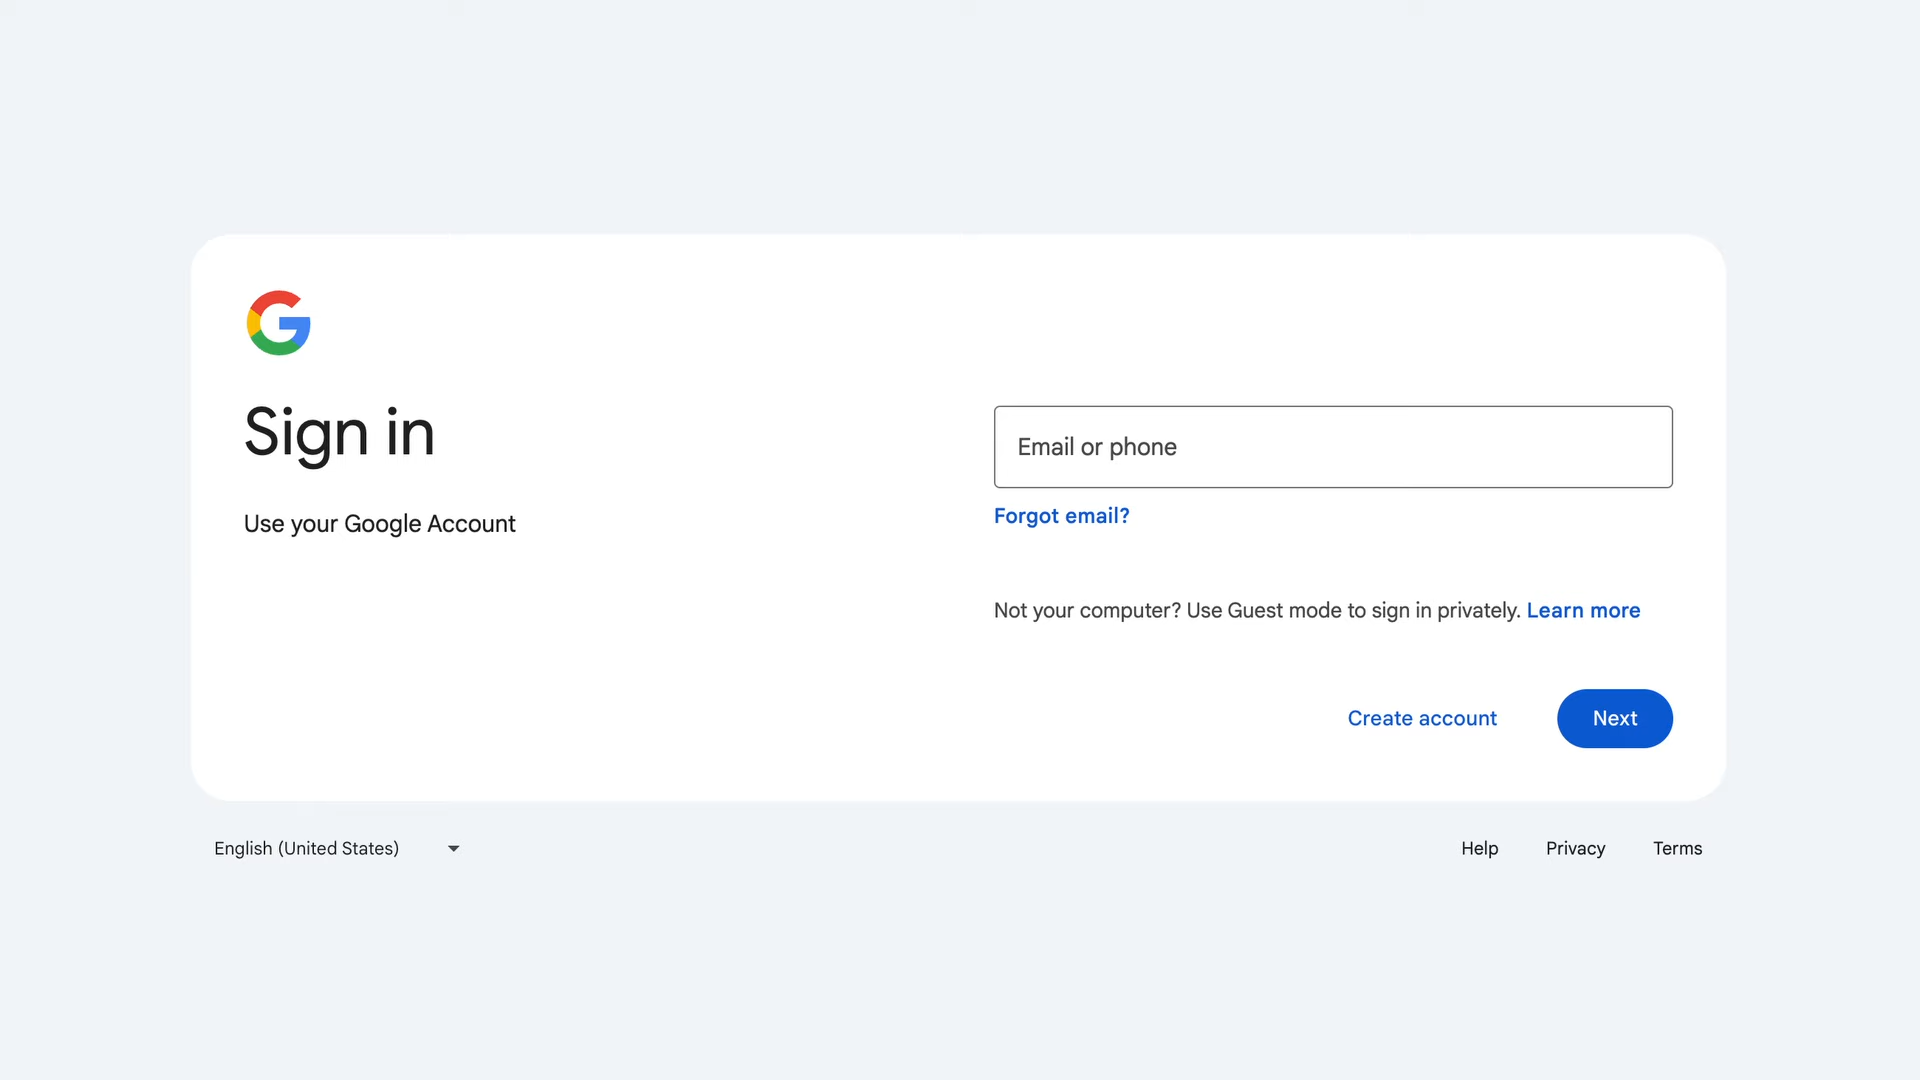 Sign in
Use your Google Account
Email or phone
Forgot email?
Not your computer? Use Guest mode to sign in privately. Learn more
Create account
Next
English (United States)
Help
Privacy
Terms